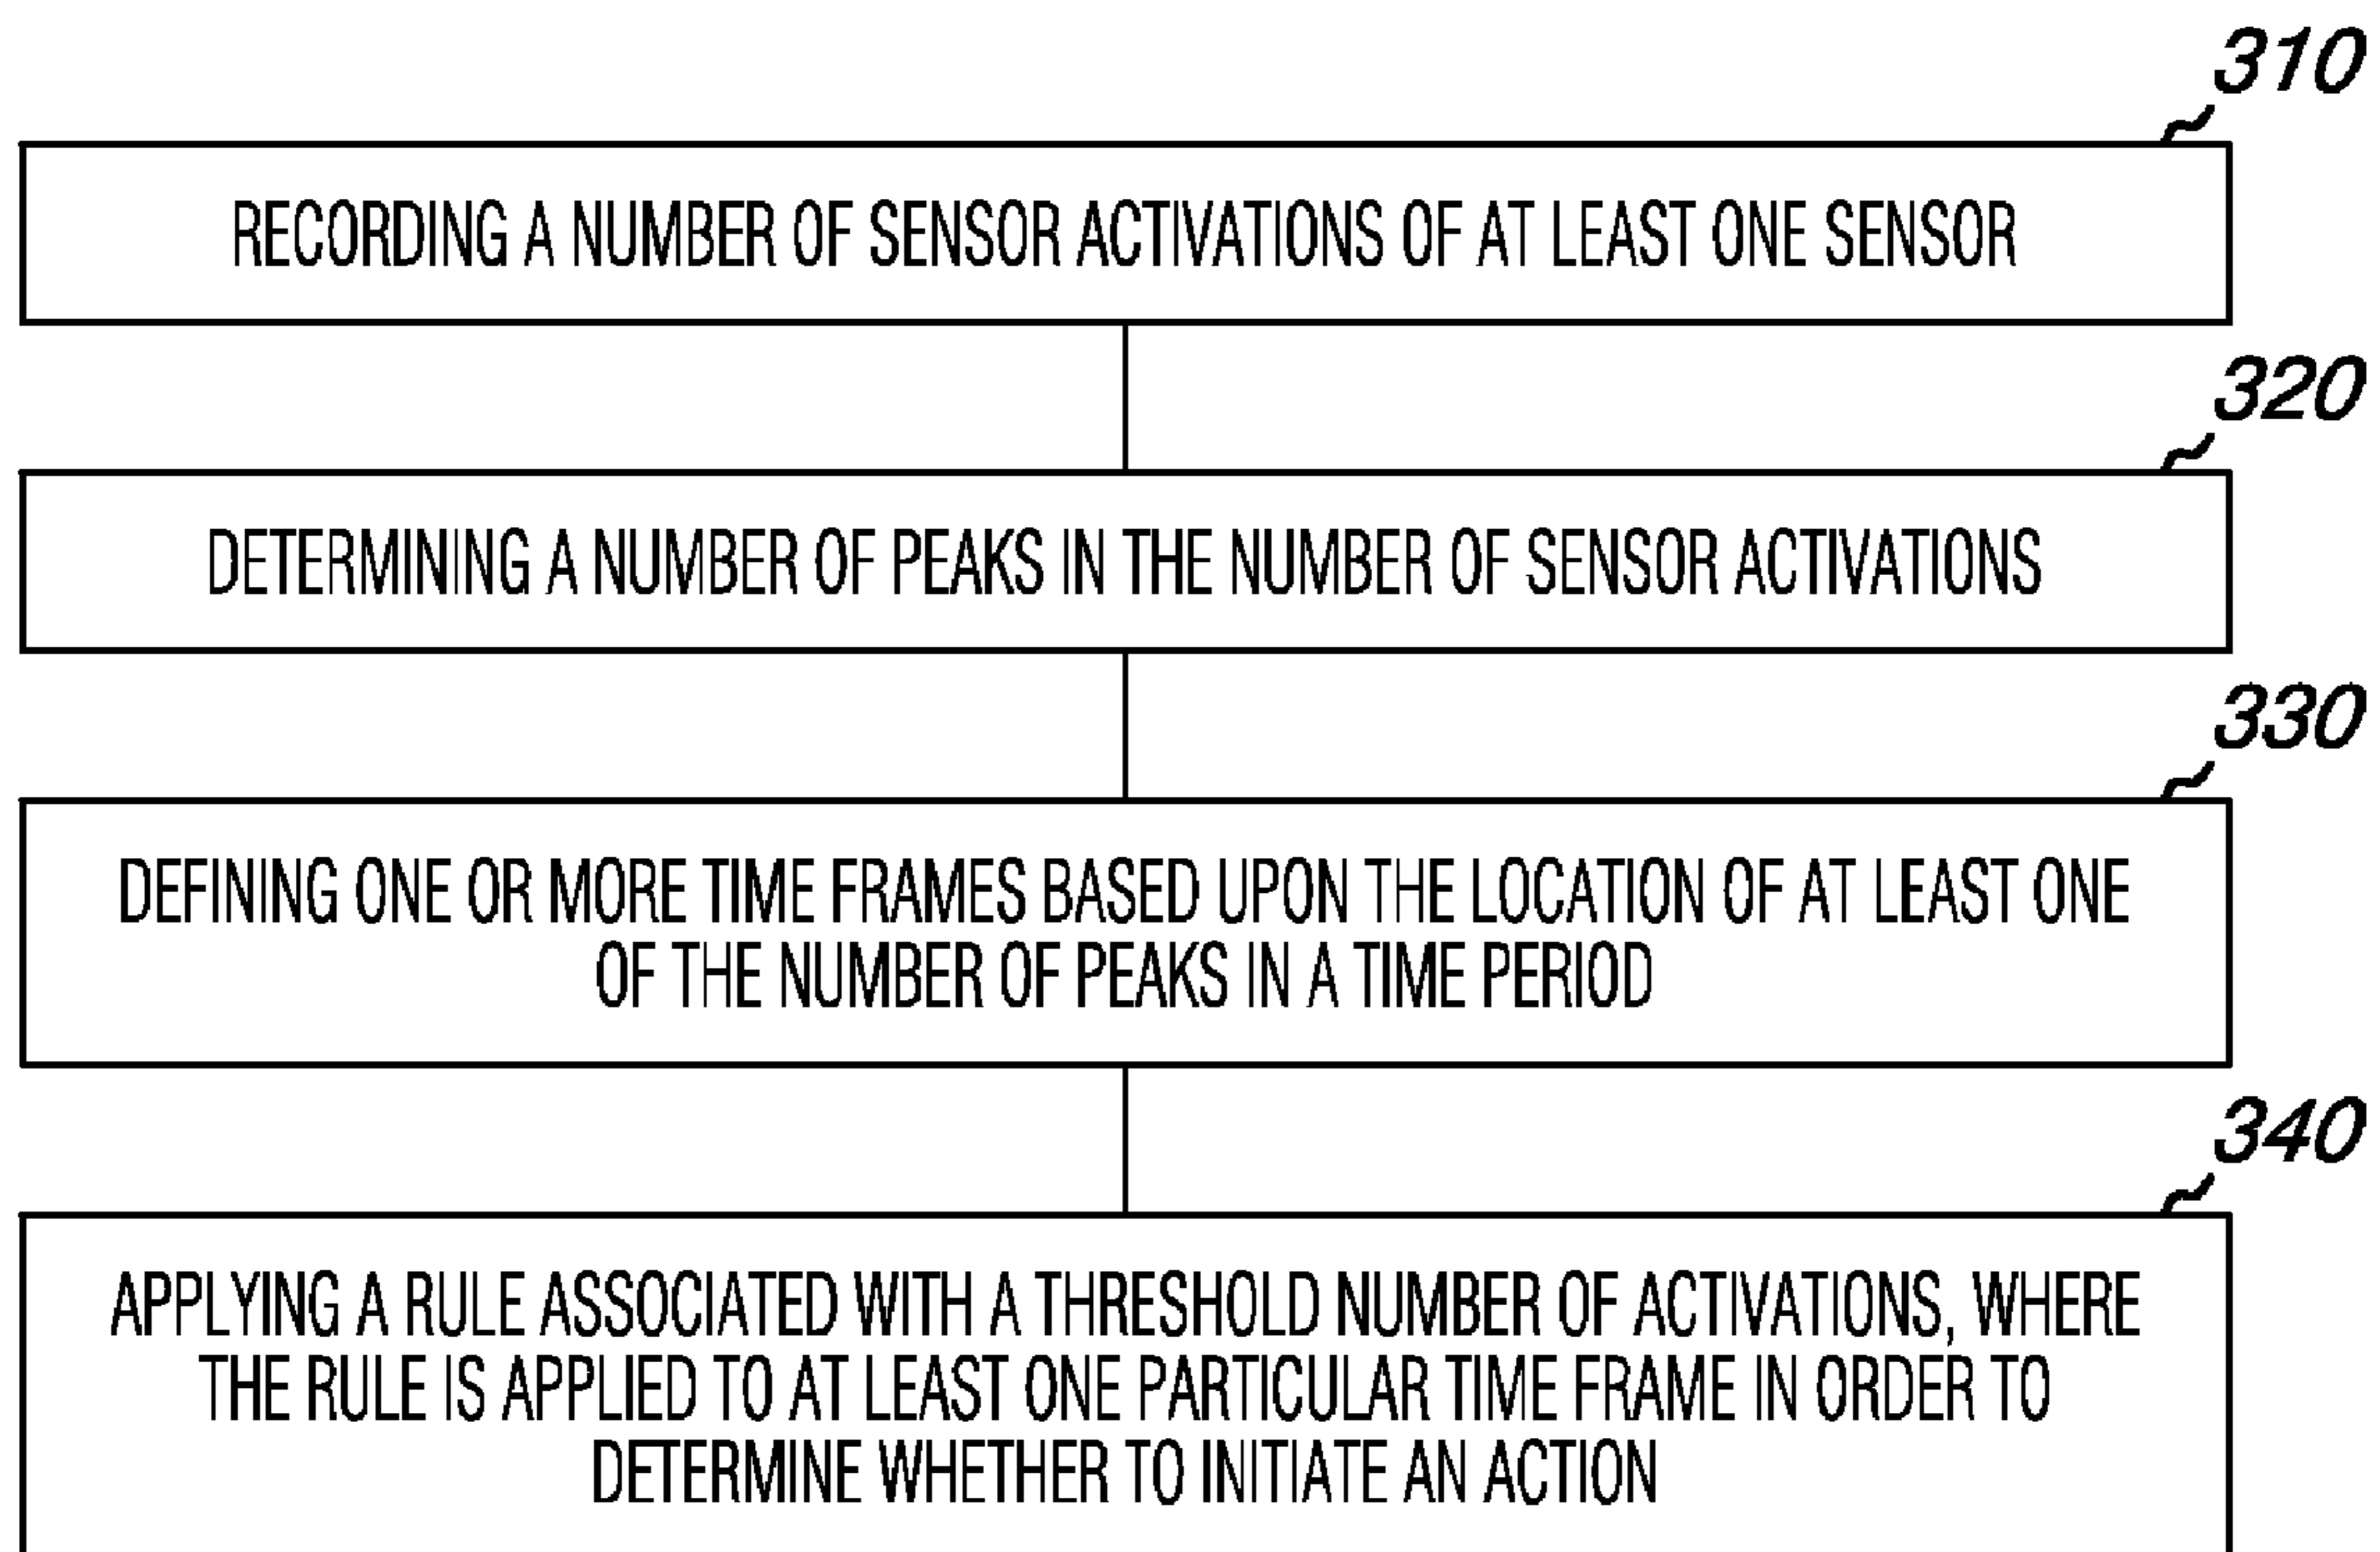 310
RECORDING A NUMBER OF SENSOR ACTIVATIONS OF AT LEAST ONE SENSOR
320
DETERMINING A NUMBER OF PEAKS IN THE NUMBER OF SENSOR ACTIVATIONS
330
DEFINING ONE OR MORE TIME FRAMES BASED UPON THE LOCATION OF AT LEAST ONE
OF THE NUMBER OF PEAKS IN A TIME PERIOD
340
APPLYING A RULE ASSOCIATED WITH A THRESHOLD NUMBER OF ACTIVATIONS, WHERE
THE RULE IS APPLIED TO AT LEAST ONE PARTICULAR TIME FRAME IN ORDER TO
DETERMINE WHETHER TO INITIATE AN ACTION